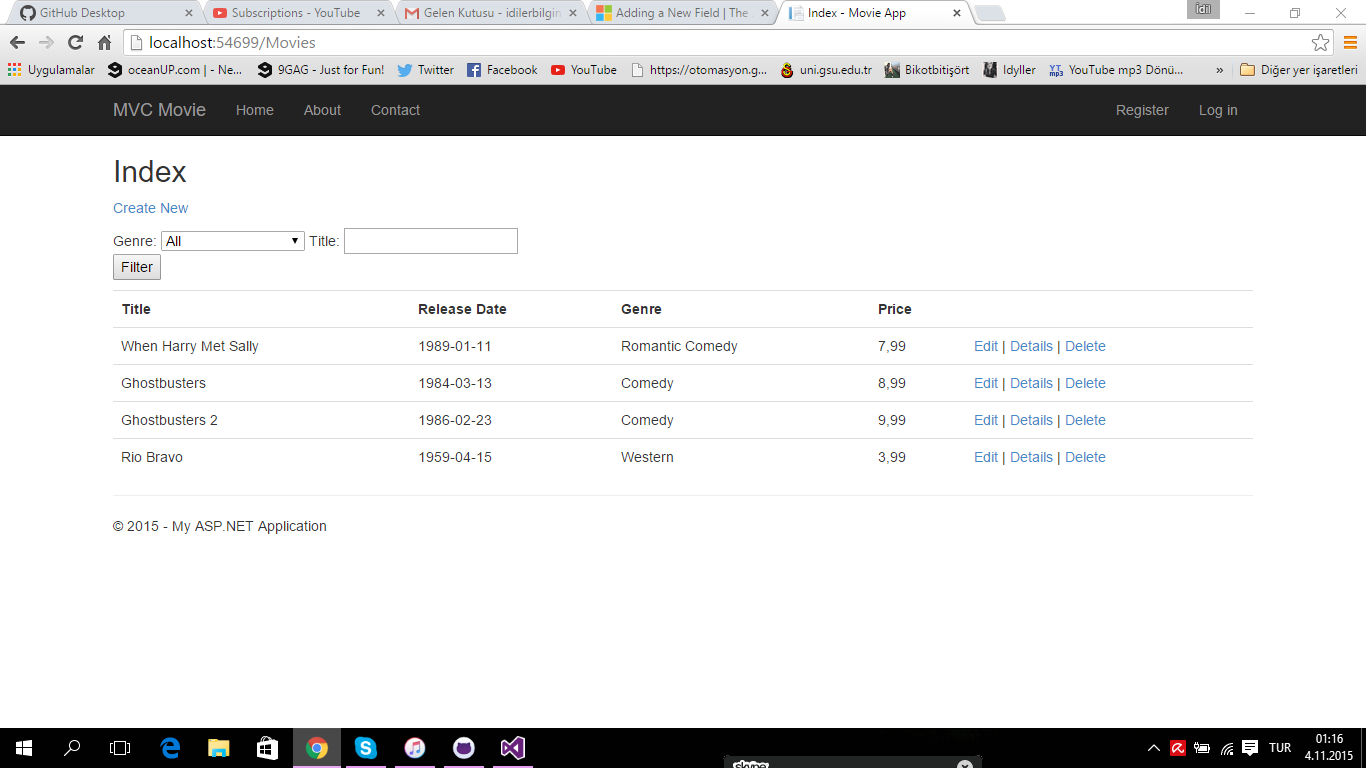 GitHub Desktop
Subscriptions - YouTube
Gelen Kutusu - idilerbilgin
Adding a New Field | The
Index - Movie App
İdil
localhost:54699/Movies
Uygulamalar
oceanUP.com | - Ne...
9GAG - Just for Fun!
Twitter
Facebook
YouTube
https://otomasyon.g...
uni.gsu.edu.tr
Bikotbitişört
Idyller
YouTube mp3 Dönü...
»
Diğer yer işaretleri
MVC Movie Home About Contact Register Log in
Index
Create New
Genre: All Title:
Filter
Title Release Date Genre Price
When Harry Met Sally 1989-01-11 Romantic Comedy 7,99 Edit | Details | Delete
Ghostbusters 1984-03-13 Comedy 8,99 Edit | Details | Delete
Ghostbusters 2 1986-02-23 Comedy 9,99 Edit | Details | Delete
Rio Bravo 1959-04-15 Western 3,99 Edit | Details | Delete
© 2015 - My ASP.NET Application
TUR
01:16
4.11.2015
skype